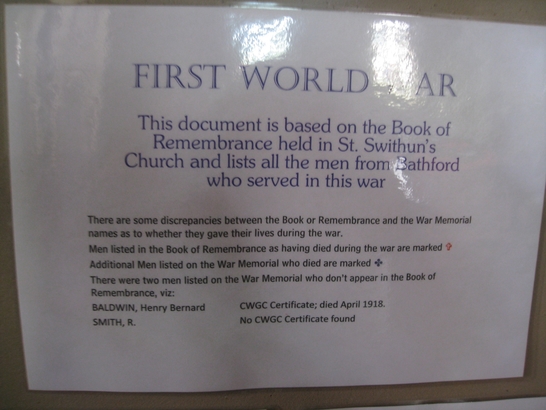 FIRST WORLD WAR
This document is based on the Book of
Remembrance held in St. Swithun's
Church and lists all the men from Bathford
who served in this war
There are some discrepancies between the Book or Remembrance and the War Memorial
names as to whether they gave their lives during the war.
Men listed in the Book of Remembrance as having died during the war are marked ✞
Additional Men listed on the War Memorial who died are marked ✤
There were two men listed on the War Memorial who don't appear in the Book of
Remembrance, viz:
BALDWIN, Henry Bernard CWGC Certificate; died April 1918.
SMITH, R. No CWGC Certificate found